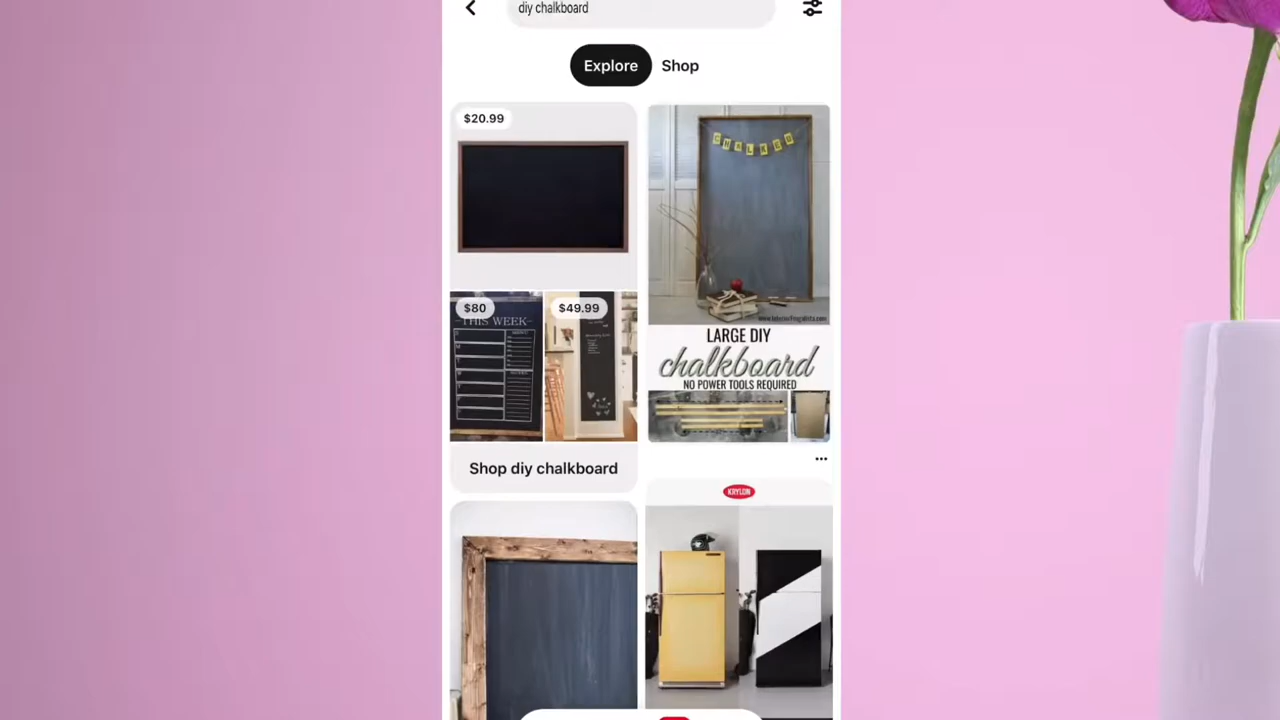 diy chalkboard
Explore
Shop
$20.99
$80
$49.99
THIS WEEK
Shop diy chalkboard
CHALKED
LARGE DIY
chalkboard
NO POWER TOOLS REQUIRED
KRYLON